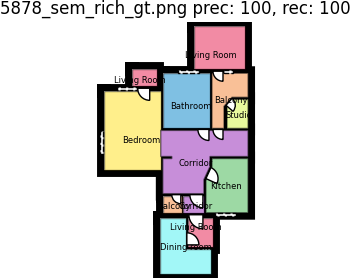 5878_sem_rich_gt.png prec: 100, rec: 100
Living Room
Living Room
Balcony
Bathroom
Studio
Bedroom
Corridor
Kitchen
Balcony
Corridor
Living Room
Dining room